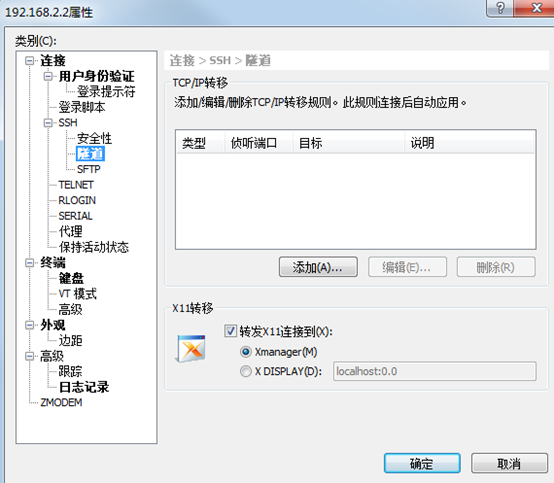 192.168.2.2属性
类别(C):
连接
用户身份验证
登录提示符
登录脚本
SSH
安全性
隧道
SFTP
TELNET
RLOGIN
SERIAL
代理
保持活动状态
终端
键盘
VT 模式
高级
外观
边距
高级
跟踪
日志记录
ZMODEM
连接 > SSH > 隧道
TCP/IP转移
添加/编辑/删除TCP/IP转移规则。此规则连接后自动应用。
类型 侦听端口 目标 说明
添加(A)... 编辑(E)... 删除(R)
X11转移
转发X11连接到(X):
Xmanager(M)
X DISPLAY(D): localhost:0.0
确定 取消